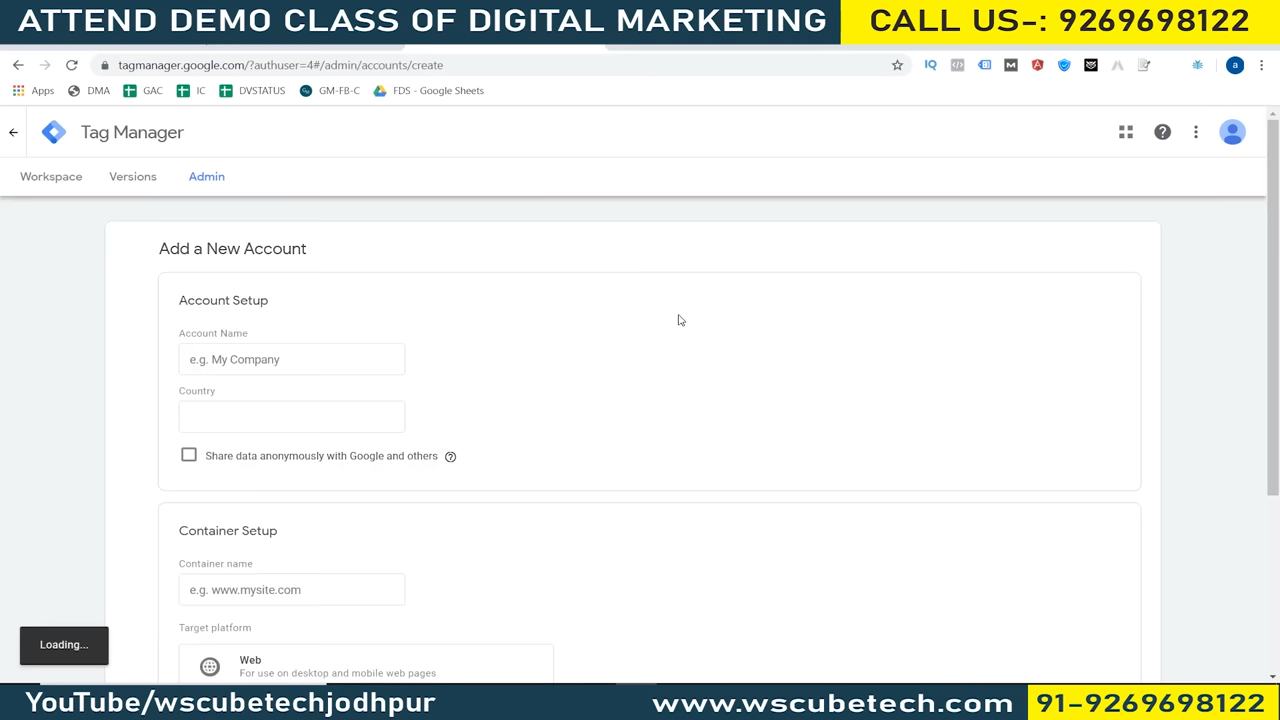 ATTEND DEMO CLASS OF DIGITAL MARKETING
CALL US-: 9269698122
tagmanager.google.com/?authuser=4#/admin/accounts/create
IQ
M
A
a
Apps
DMA
GAC
IC
DVSTATUS
GM-FB-C
FDS - Google Sheets
Tag Manager
Workspace
Versions
Admin
Add a New Account
Account Setup
Account Name
e.g. My Company
Country
Share data anonymously with Google and others
Container Setup
Container name
e.g. www.mysite.com
Target platform
Loading...
Web
For use on desktop and mobile web pages
YouTube/wscubetechjodhpur
www.wscubetech.com
91-9269698122